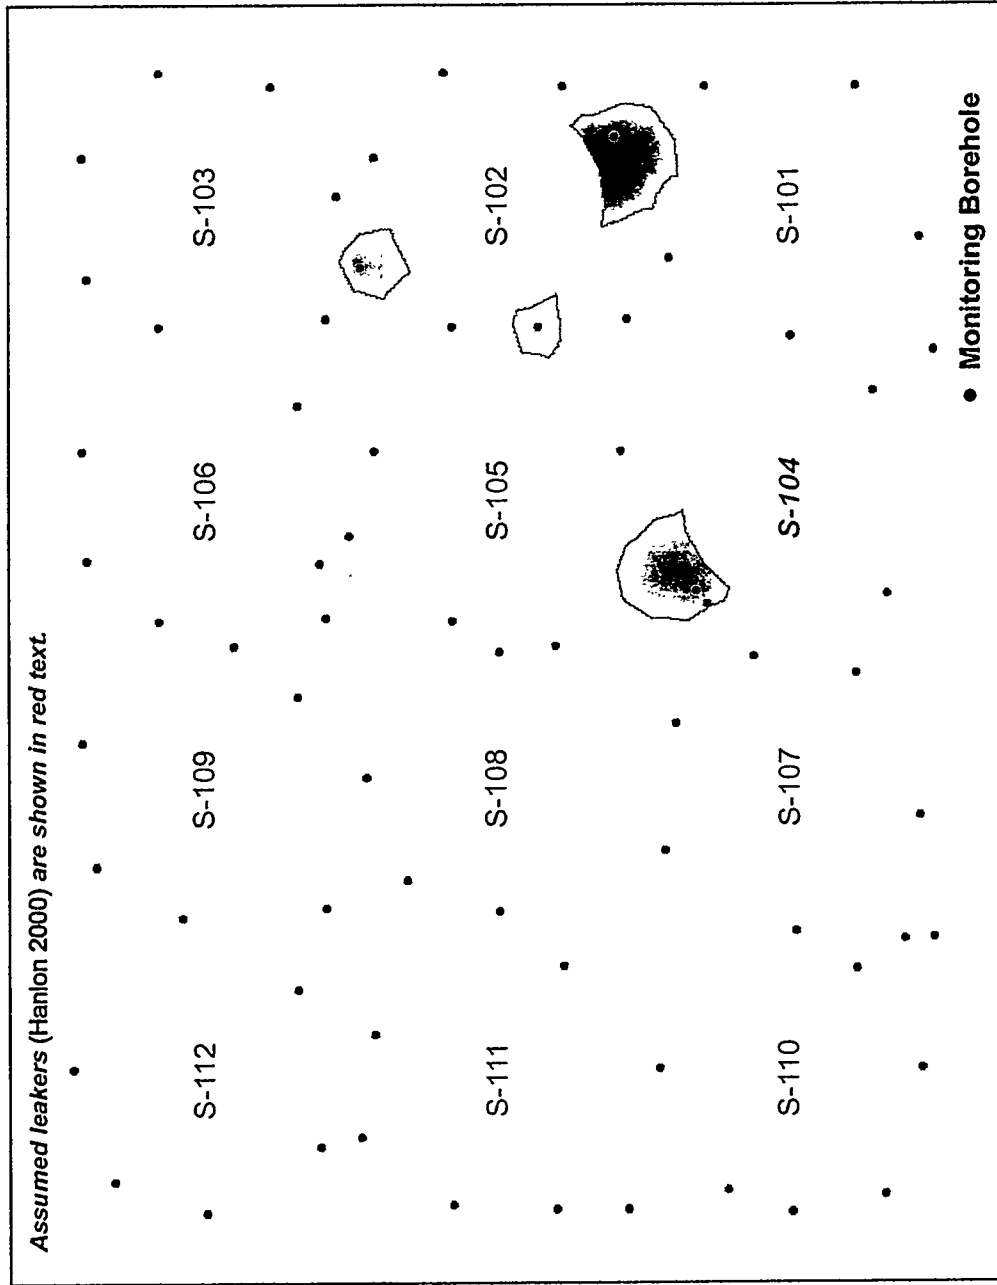 Assumed leakers (Hanlon 2000) are shown in red text.
S-112 S-109 S-106 S-103
S-111 S-108 S-105 S-102
S-110 S-107 S-104 S-101
Monitoring Borehole